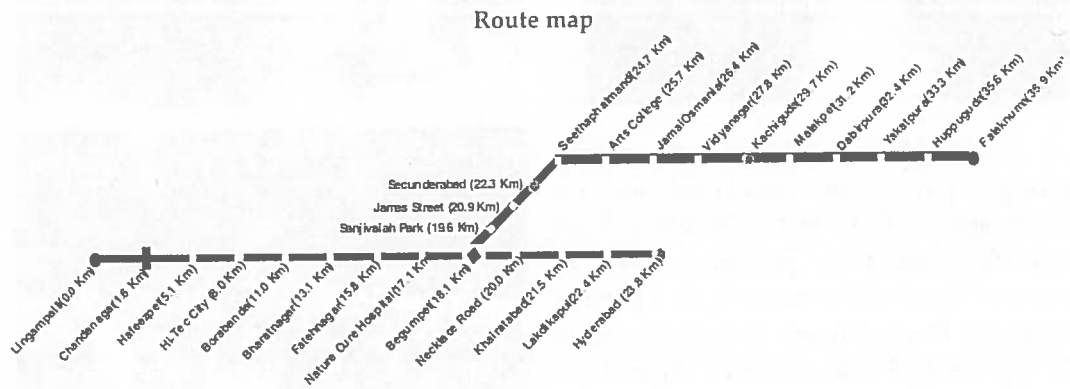 Route map
Seethaphalmandi(24.7 Km)
Arts College (25.7 Km)
JamaiOsmania(26.4 Km)
Vidyanagar(27.8 Km)
Kachiguda(29.7 Km)
Malakpet(31.2 Km)
Dabirpura(32.4 Km)
Yakatpura(33.3 Km)
Huppuguda(35.6 Km)
Secunderabad (22.3 Km)
James Street (20.9 Km)
Sanjivaiah Park (19.6 Km)
Lingampalli(0.0 Km)
Chandanagar(1.6 Km)
Hafeezpet(5.1 Km)
Hi-Tec City (8.0 Km)
Borabanda(11.0 Km)
Bharatnagar(13.1 Km)
Fatehnagar(15.8 Km)
Nature Cure Hospital(17.1 Km)
Begumpet(18.1 Km)
Necklace Road (20.0 Km)
Khairatabad(21.5 Km)
Lakdikapul(22.4 Km)
Hyderabad (23.8 Km)